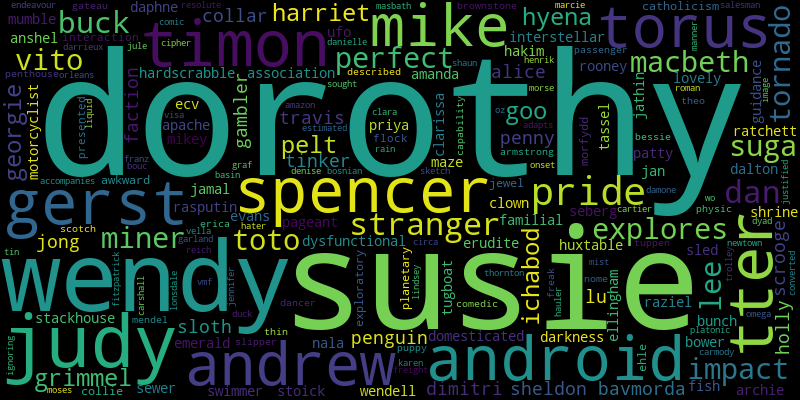 endeavour gateau daphne harriet comic resolute masbath brownstone hyena mike catholicism marcie salesman torus
mumble buck collar timon ufo interstellar manner
anshel interaction jule cipher danielle perfect hakim rooney macbeth tornado
vito penthouse orleans darrieux described shaun henrik passenger lovely
hardscrabble association amanda alice image roman
georgie motorcyclist presented liquid faction ecv gambler dorothy sought amazon goo morse oz theo guidance
visa apache travis clara priya clarissa capability penny tassel jathin ratchett
mikey estimated flock armstrong adapts morfydd bessie suga
franz bouc pelt rain maze onset patty justified
graf tinker denise bosnian sketch jewel jan dalton
accompanies awkward basin jamal spencer clown pride dan shrine
gerst rasputin evans pageant stranger familial seberg cartier damone wo dyad physic
scotch erica hater toto erudite explores circa platonic scrooge
tin jong miner velia garland dysfunctional huxtable sled newtown
wendy fitzpatrick carshall lonsdale reich vmf jennifer exploratory planetary lindsey tugboat thornton susie ichabod mist nome lu ellingham lee raziel tuppen trolley converted
stackhouse mendel dancer freak hauler bunch omega tter holly
judy sloth duck thin comedic penguin darkness bower carmody
ignoring emerald slipper nala domesticated ehle
grimmel andrew puppy karen freight android impact
moses collie sewer swimmer stoick wendell dimitri sheldon bavmorda fish archie